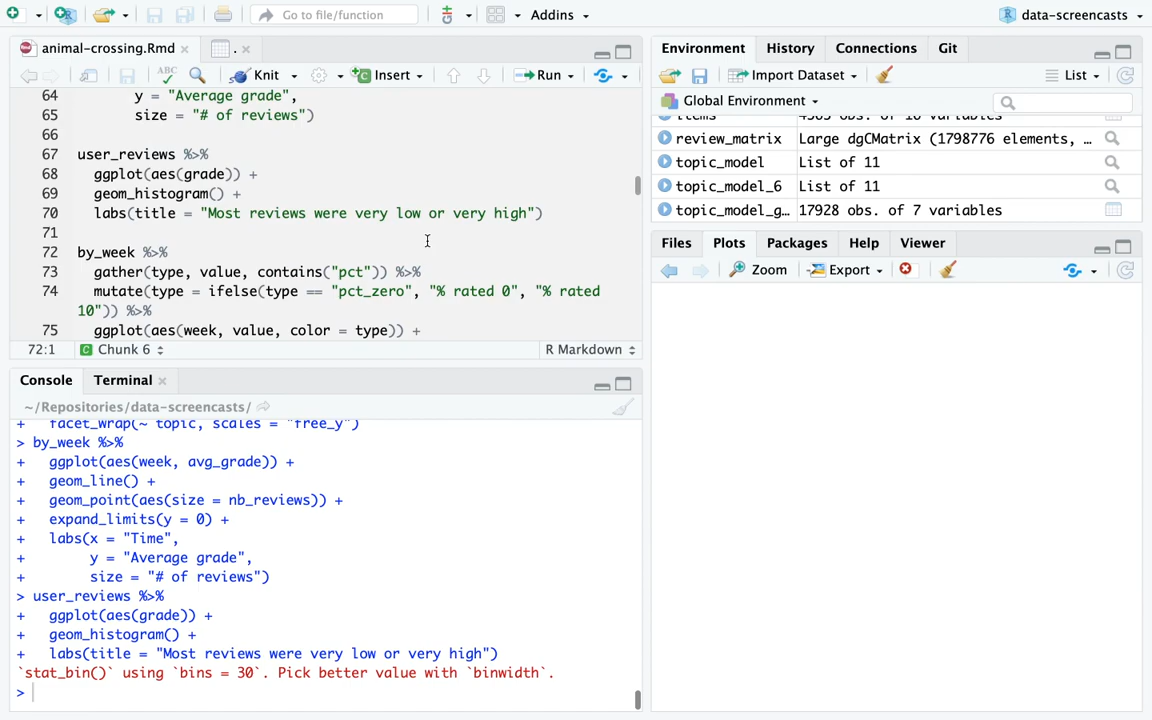 Go to file/function
Addins
data-screencasts
animal-crossing.Rmd
.
ABC
Knit
Insert
Run
64 y = "Average grade",
65 size = "# of reviews")
66
67 user_reviews %>%
68 ggplot(aes(grade)) +
69 geom_histogram() +
70 labs(title = "Most reviews were very low or very high")
71
72 by_week %>%
73 gather(type, value, contains("pct")) %>%
74 mutate(type = ifelse(type == "pct_zero", "% rated 0", "% rated
10")) %>%
75 ggplot(aes(week, value, color = type)) +
72:1 Chunk 6 R Markdown
Console Terminal
~/Repositories/data-screencasts/
+ facet_wrap(~ topic, scales = "free_y")
> by_week %>%
+ ggplot(aes(week, avg_grade)) +
+ geom_line() +
+ geom_point(aes(size = nb_reviews)) +
+ expand_limits(y = 0) +
+ labs(x = "Time",
+ y = "Average grade",
+ size = "# of reviews")
> user_reviews %>%
+ ggplot(aes(grade)) +
+ geom_histogram() +
+ labs(title = "Most reviews were very low or very high")
`stat_bin()` using `bins = 30`. Pick better value with `binwidth`.
>
Environment History Connections Git
Import Dataset List
Global Environment
items
review_matrix Large dgCMatrix (1798776 elements, …
topic_model List of 11
topic_model_6 List of 11
topic_model_g… 17928 obs. of 7 variables
Files Plots Packages Help Viewer
Zoom Export